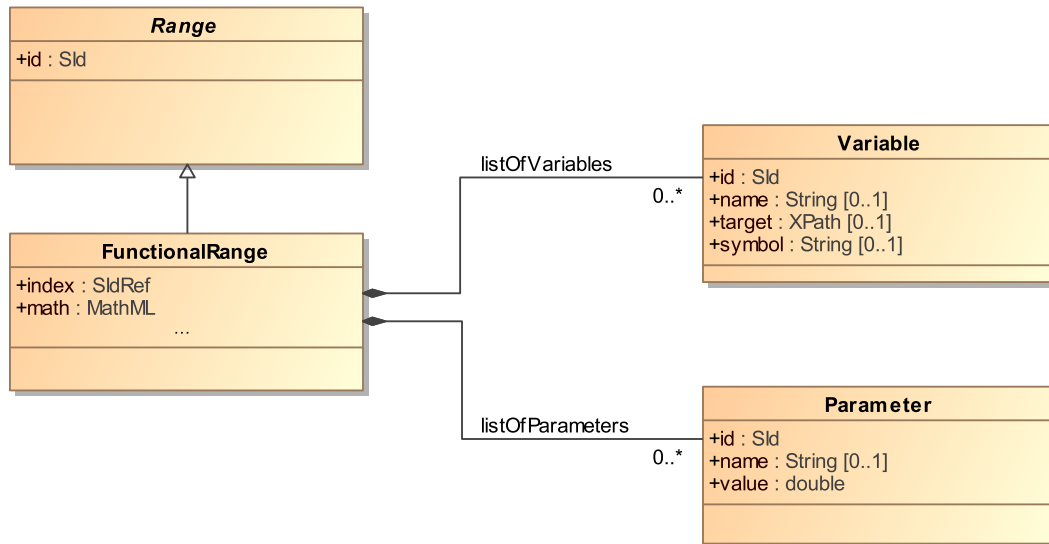 Range
+id : SId
FunctionalRange
+index : SIdRef
+math : MathML
...
listOfVariables
0..*
Variable
+id : SId
+name : String [0..1]
+target : XPath [0..1]
+symbol : String [0..1]
listOfParameters
0..*
Parameter
+id : SId
+name : String [0..1]
+value : double